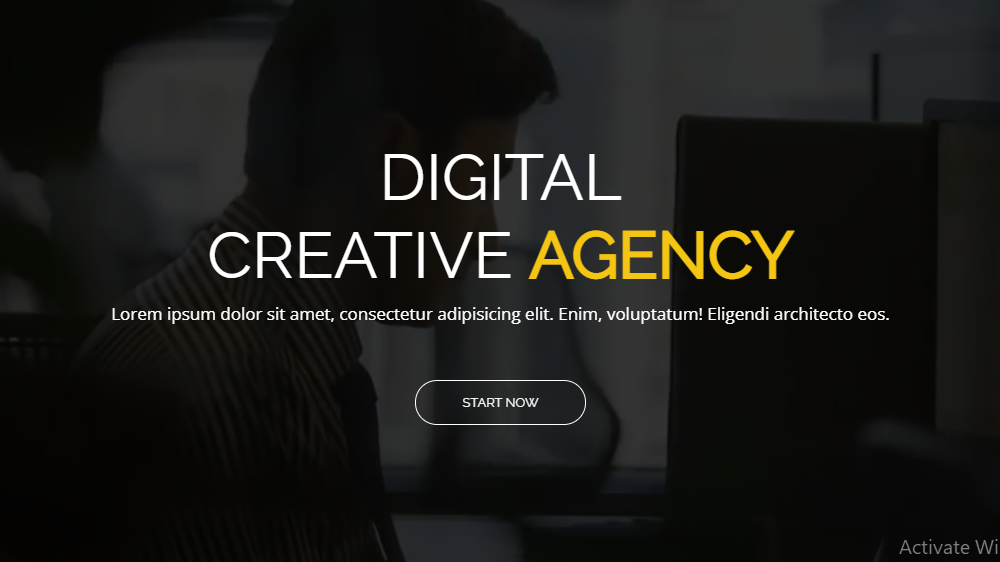 DIGITAL
CREATIVE AGENCY
Lorem ipsum dolor sit amet, consectetur adipisicing elit. Enim, voluptatum! Eligendi architecto eos.
START NOW
Activate Wi